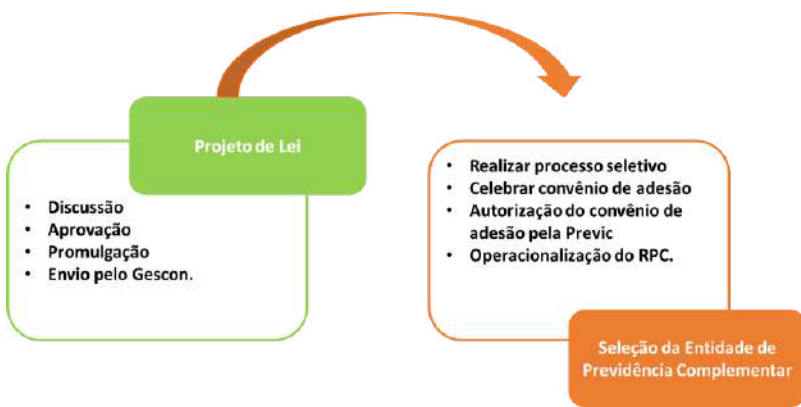 Projeto de Lei
• Discussão
• Aprovação
• Promulgação
• Envio pelo Gescon.
• Realizar processo seletivo
• Celebrar convênio de adesão
• Autorização do convênio de
adesão pela Previc
• Operacionalização do RPC.
Seleção da Entidade de
Previdência Complementar